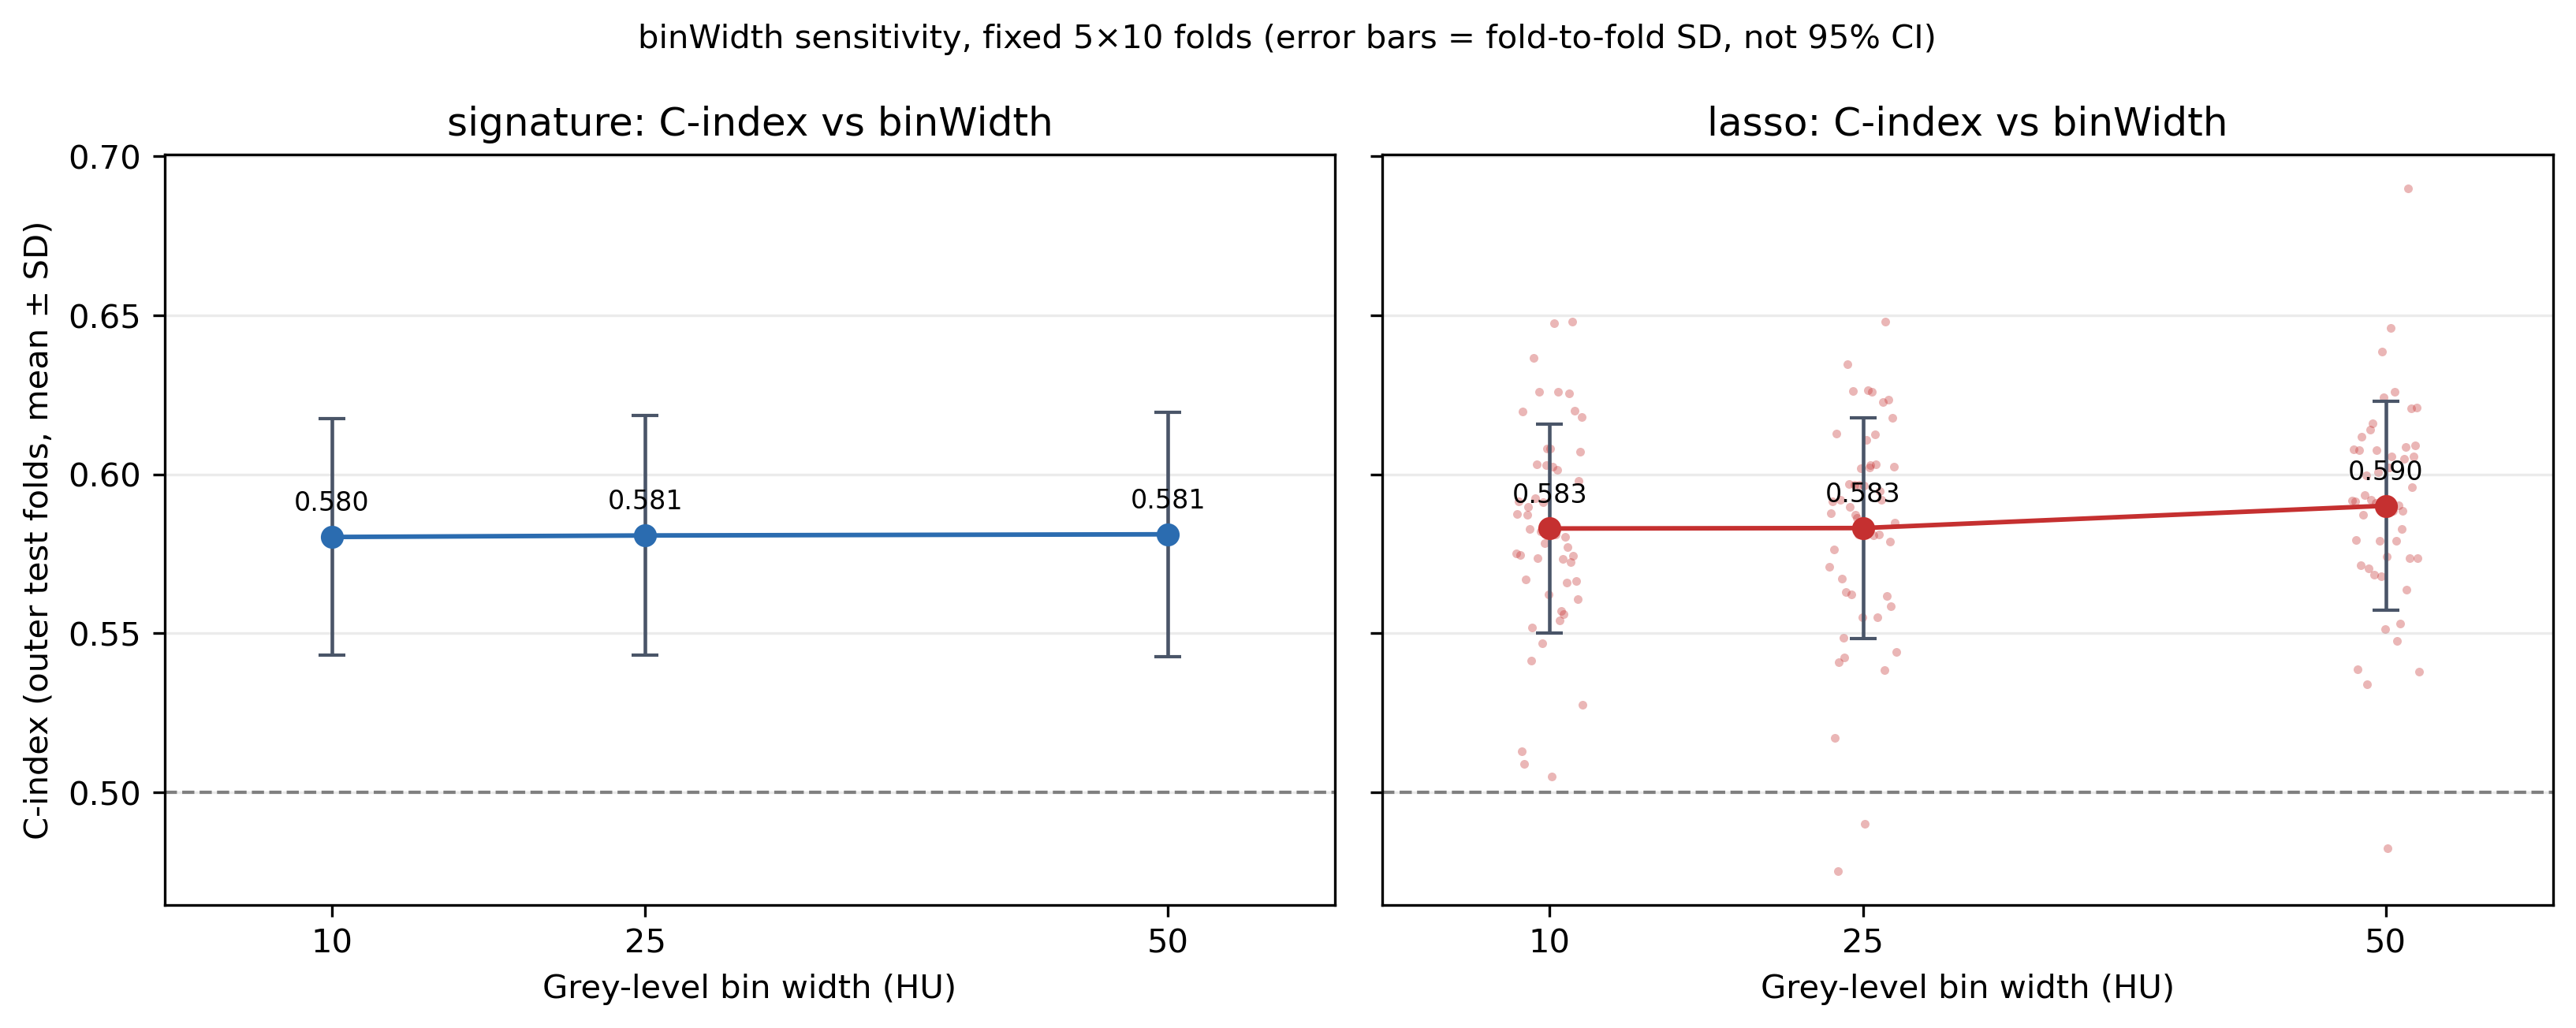 binWidth sensitivity, fixed 5×10 folds (error bars = fold-to-fold SD, not 95% CI)
signature: C-index vs binWidth
C-index (outer test folds, mean ± SD)
0.70
0.65
0.60
0.55
0.50
0.580
0.581
0.581
10
25
50
Grey-level bin width (HU)
lasso: C-index vs binWidth
0.583
0.583
0.590
10
25
50
Grey-level bin width (HU)